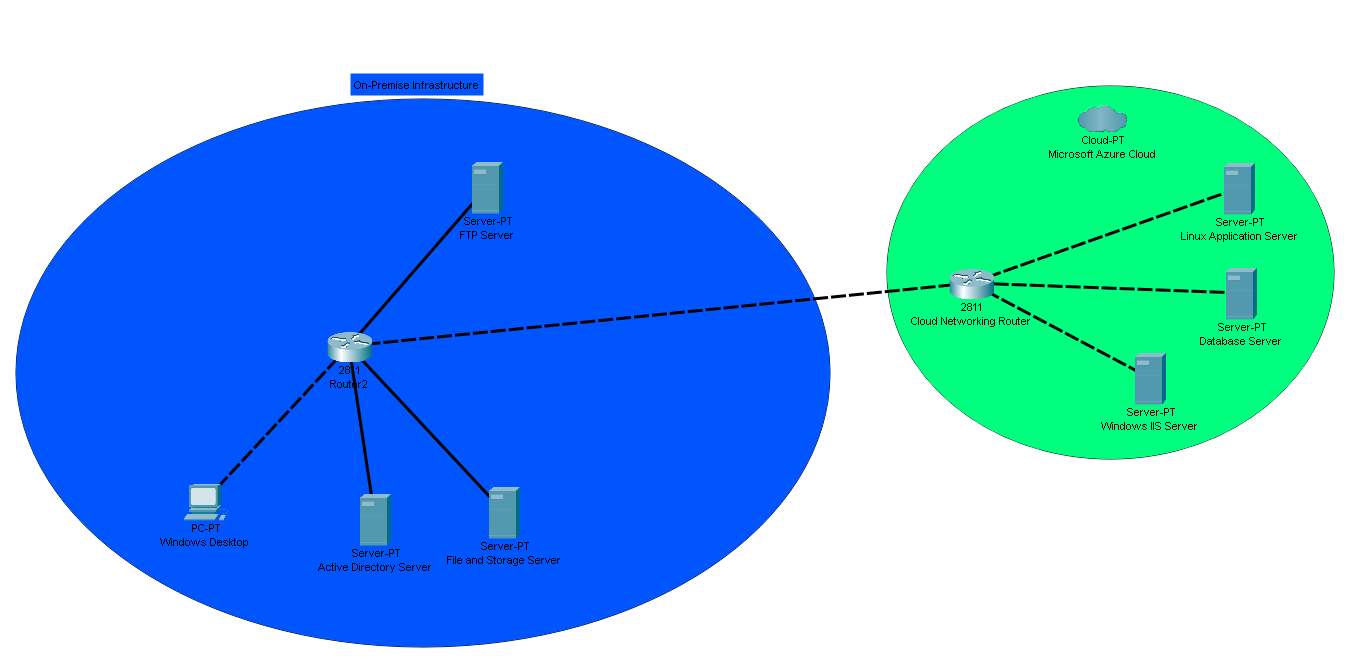 On-Premise Infrastructure
Cloud-PT
Microsoft Azure Cloud
Server-PT
FTP Server
Server-PT
Linux Application Server
2811
Cloud Networking Router
Server-PT
Database Server
2811
Router2
Server-PT
Windows IIS Server
PC-PT
Windows Desktop
Server-PT
Active Directory Server
Server-PT
File and Storage Server